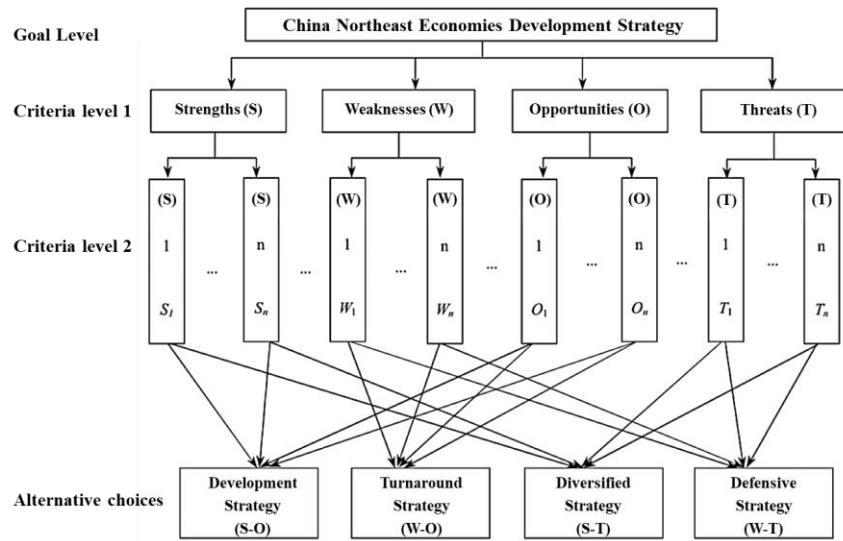 Goal Level
China Northeast Economies Development Strategy
Criteria level 1
Strengths (S)
Weaknesses (W)
Opportunities (O)
Threats (T)
Criteria level 2
(S) (S) (W) (W) (O) (O) (T) (T)
1 n 1 n 1 n 1 n
... ... ... ... ... ... ...
S1 Sn W1 Wn O1 On T1 Tn
Alternative choices
Development
Strategy
(S-O)
Turnaround
Strategy
(W-O)
Diversified
Strategy
(S-T)
Defensive
Strategy
(W-T)